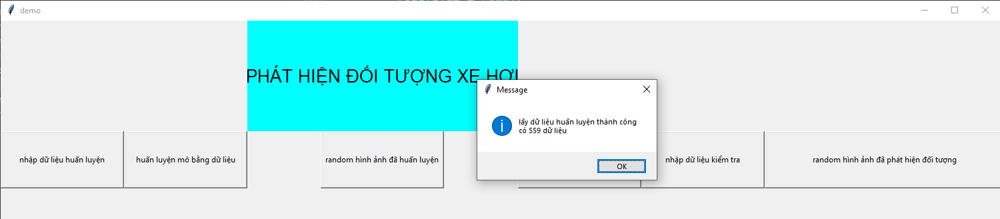 demo
PHÁT HIỆN ĐỐI TƯỢNG XE HƠI
Message
lấy dữ liệu huấn luyện thành công
có 559 dữ liệu
OK
nhập dữ liệu huấn luyện
huấn luyện mô bằng dữ liệu
random hình ảnh đã huấn luyện
nhập dữ liệu kiểm tra
random hình ảnh đã phát hiện đối tượng